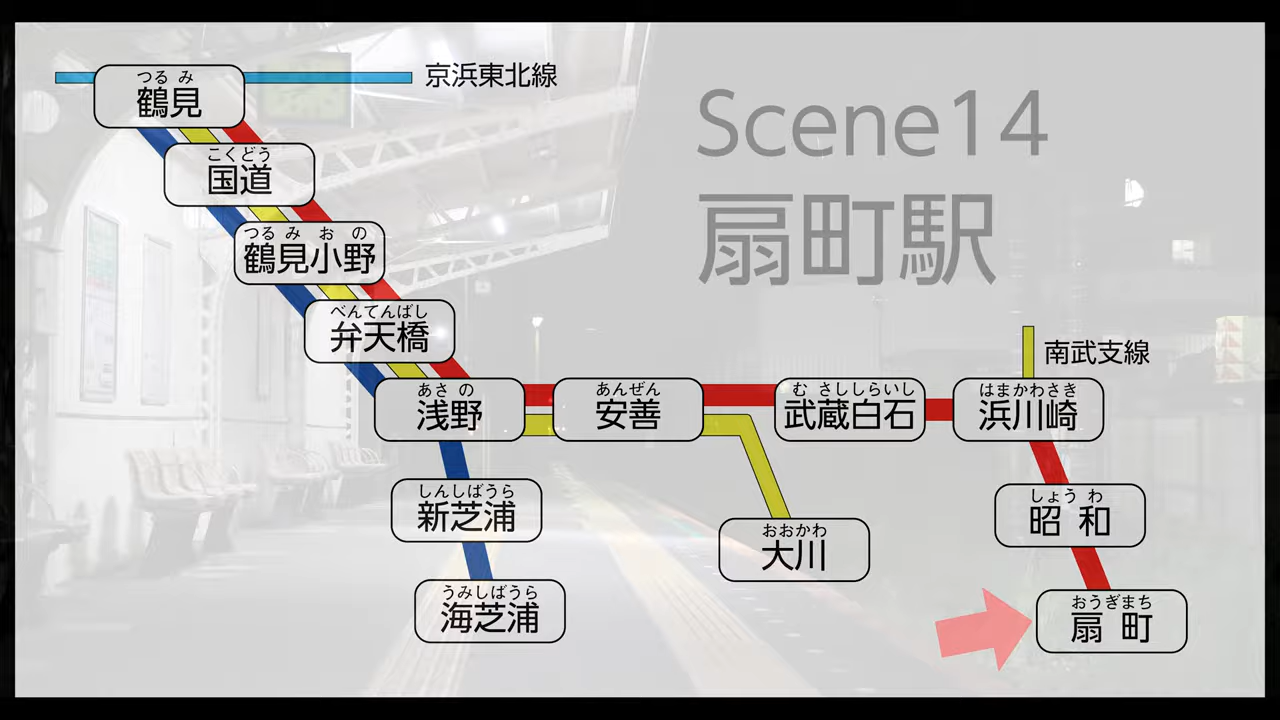 京浜東北線
つるみ
鶴見
Scene14
扇町駅
こくどう
国道
つるみおの
鶴見小野
べんてんばし
弁天橋
南武支線
あさの
浅野
あんぜん
安善
むさししらいし
武蔵白石
はまかわさき
浜川崎
しんしばうら
新芝浦
おおかわ
大川
しょうわ
昭和
うみしばうら
海芝浦
おうぎまち
扇町